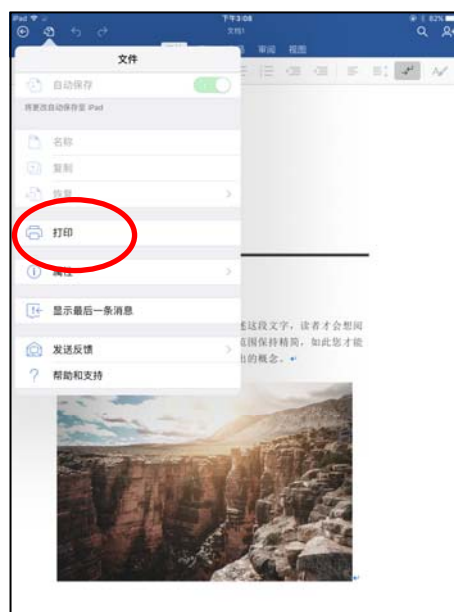 iPad 下午3:08 82%
文档1
审阅 视图
文件
自动保存
将更改自动保存至 iPad
名称
复制
恢复
打印
属性
显示最后一条消息
发送反馈
帮助和支持
述这段文字，读者才会想阅
范围保持精简，如此您才能
出的概念。